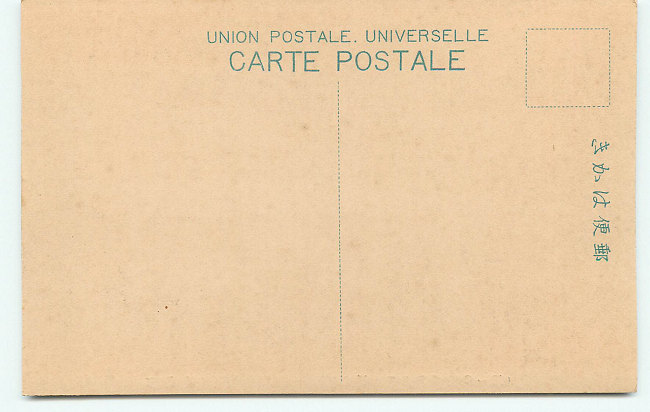 UNION POSTALE. UNIVERSELLE
CARTE POSTALE
きかは便郵